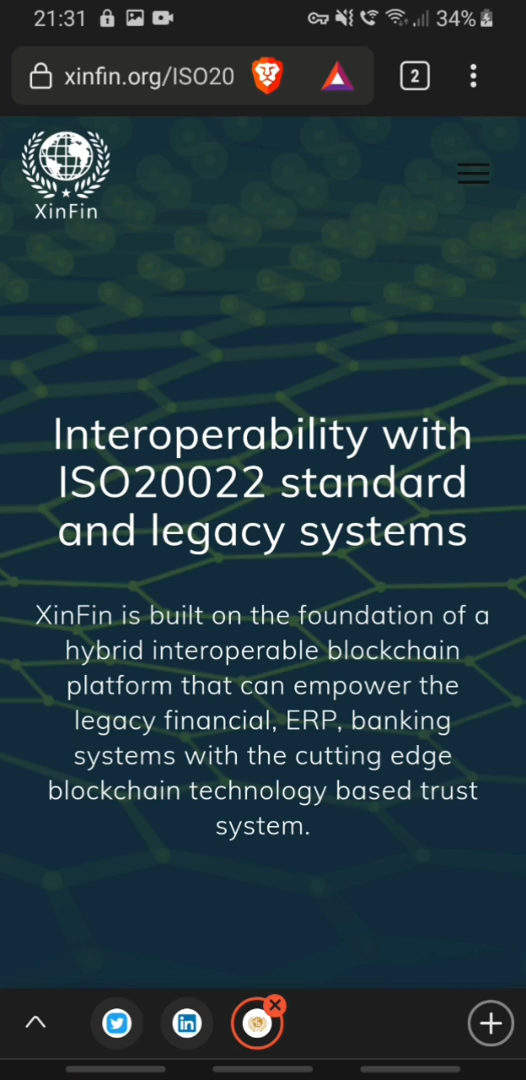 21:31
34%
xinfin.org/ISO20
2
XinFin
Interoperability with
ISO20022 standard
and legacy systems
XinFin is built on the foundation of a
hybrid interoperable blockchain
platform that can empower the
legacy financial, ERP, banking
systems with the cutting edge
blockchain technology based trust
system.
in